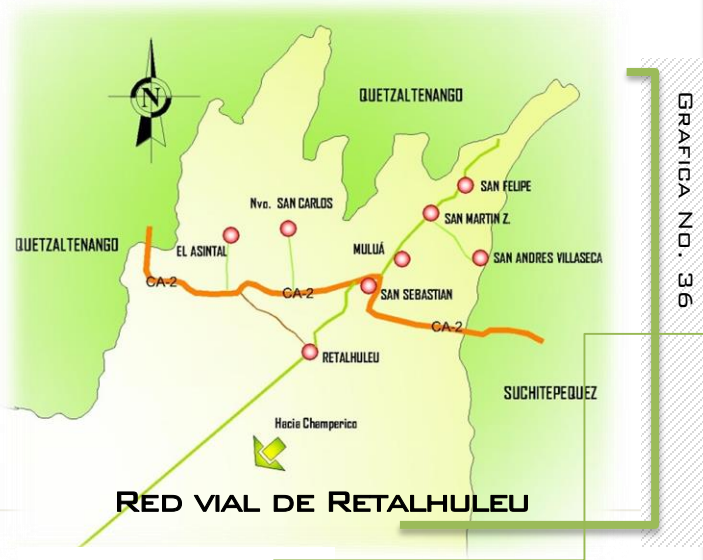 N
QUETZALTENANGO
Nvo. SAN CARLOS
SAN FELIPE
SAN MARTIN Z.
QUETZALTENANGO
EL ASINTAL
MULUÁ
SAN ANDRES VILLASECA
CA-2
CA-2
SAN SEBASTIAN
CA-2
RETALHULEU
SUCHITEPEQUEZ
Hacia Champerico
RED VIAL DE RETALHULEU
GRAFICA NO. 36